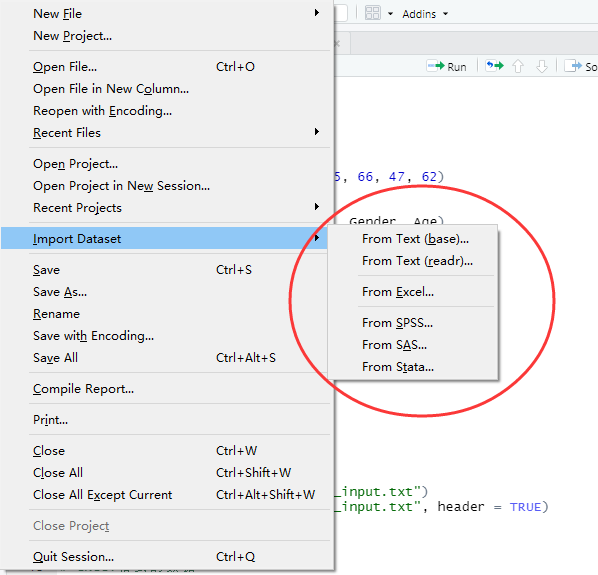 New File
Addins
New Project...
Open File... Ctrl+O
Run
So
Open File in New Column...
Reopen with Encoding...
Recent Files
Open Project...
5, 66, 47, 62)
Open Project in New Session...
Recent Projects
Gender, Age)
Import Dataset
From Text (base)...
From Text (readr)...
Save Ctrl+S
Save As...
From Excel...
Rename
From SPSS...
Save with Encoding...
From SAS...
Save All Ctrl+Alt+S
From Stata...
Compile Report...
Print...
Close Ctrl+W
Close All Ctrl+Shift+W
Close All Except Current Ctrl+Alt+Shift+W
_input.txt")
_input.txt", header = TRUE)
Close Project
Quit Session... Ctrl+Q